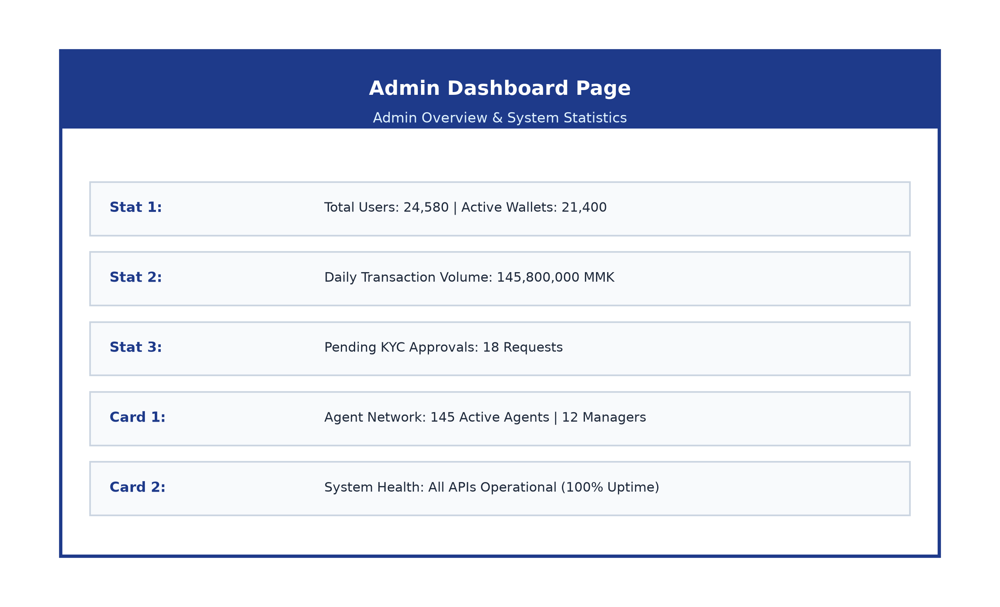 Admin Dashboard Page
Admin Overview & System Statistics
Stat 1: Total Users: 24,580 | Active Wallets: 21,400
Stat 2: Daily Transaction Volume: 145,800,000 MMK
Stat 3: Pending KYC Approvals: 18 Requests
Card 1: Agent Network: 145 Active Agents | 12 Managers
Card 2: System Health: All APIs Operational (100% Uptime)